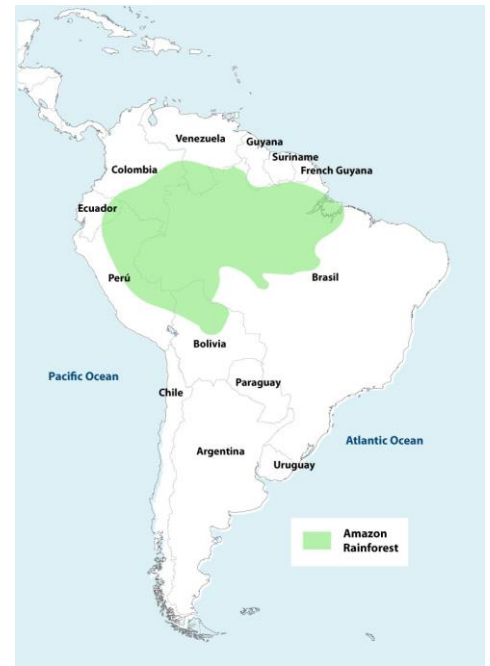 Venezuela
Guyana
Suriname
French Guyana
Colombia
Ecuador
Perú
Brasil
Bolivia
Pacific Ocean
Paraguay
Chile
Atlantic Ocean
Argentina
Uruguay
Amazon
Rainforest